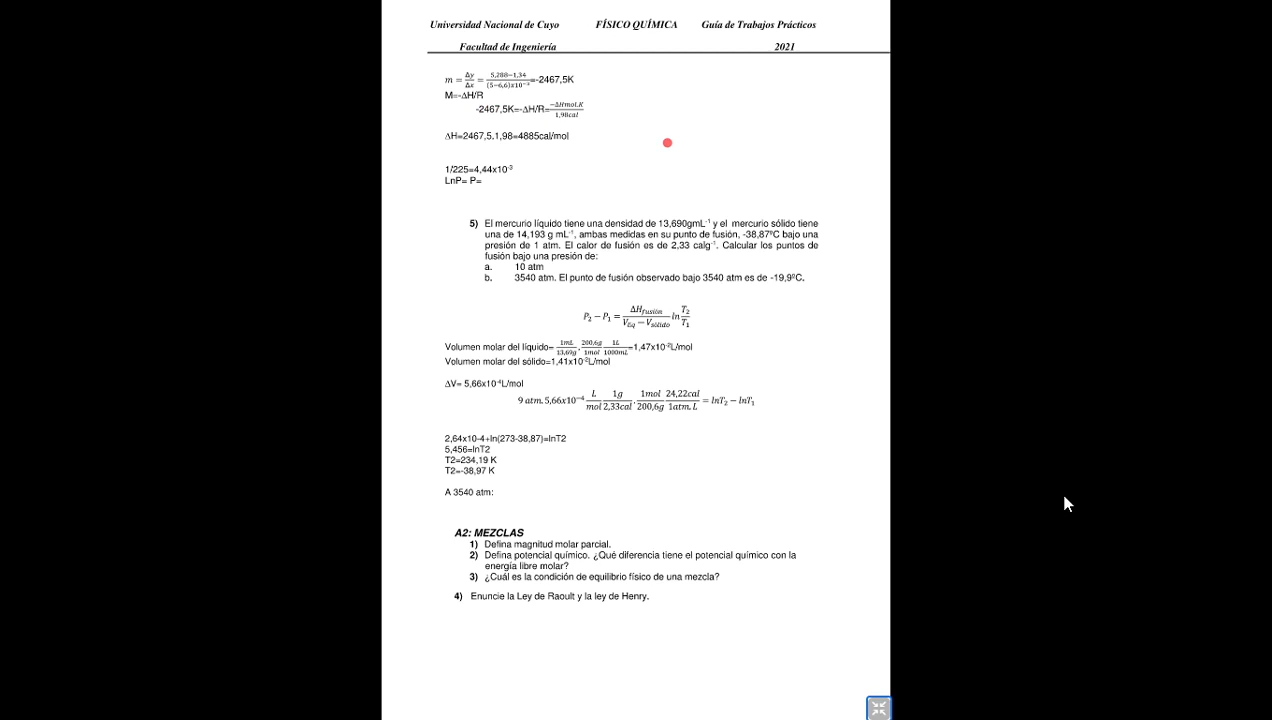 Universidad Nacional de Cuyo FÍSICO QUÍMICA Guía de Trabajos Prácticos
Facultad de Ingeniería 2021
m = Δy/Δx = 5,288−1,34/(5−6,6)x10⁻³ =-2467,5K
M=-ΔH/R
-2467,5K=-ΔH/R= −ΔHmol.K/1,98cal
ΔH=2467,5.1,98=4885cal/mol
1/225=4,44x10⁻³
LnP= P=
5) El mercurio líquido tiene una densidad de 13,690gmL⁻¹ y el mercurio sólido tiene
una de 14,193 g mL⁻¹, ambas medidas en su punto de fusión, -38,87ºC bajo una
presión de 1 atm. El calor de fusión es de 2,33 calg⁻¹. Calcular los puntos de
fusión bajo una presión de:
a. 10 atm
b. 3540 atm. El punto de fusión observado bajo 3540 atm es de -19,9ºC.
P₂ − P₁ = ΔHfusión/(VEq − Vsólido) ln T₂/T₁
Volumen molar del líquido= 1mL/13,69g . 200,6g/1mol 1L/1000mL =1,47x10⁻²L/mol
Volumen molar del sólido=1,41x10⁻²L/mol
ΔV= 5,66x10⁻⁴L/mol
9 atm. 5,66x10⁻⁴ L/mol 1g/2,33cal . 1mol/200,6g 24,22cal/1atm. L = lnT₂ − lnT₁
2,64x10-4+ln(273-38,87)=lnT2
5,456=lnT2
T2=234,19 K
T2=-38,97 K
A 3540 atm:
A2: MEZCLAS
1) Defina magnitud molar parcial.
2) Defina potencial químico. ¿Qué diferencia tiene el potencial químico con la
energía libre molar?
3) ¿Cuál es la condición de equilibrio físico de una mezcla?
4) Enuncie la Ley de Raoult y la ley de Henry.